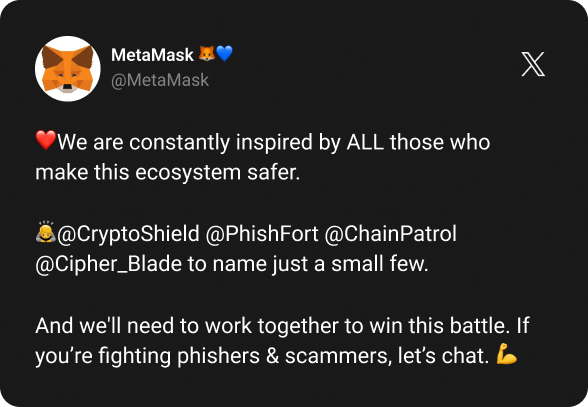 MetaMask 🦊💙
@MetaMask
❤️We are constantly inspired by ALL those who
make this ecosystem safer.
🙇@CryptoShield @PhishFort @ChainPatrol
@Cipher_Blade to name just a small few.
And we'll need to work together to win this battle. If
you’re fighting phishers & scammers, let’s chat. 💪